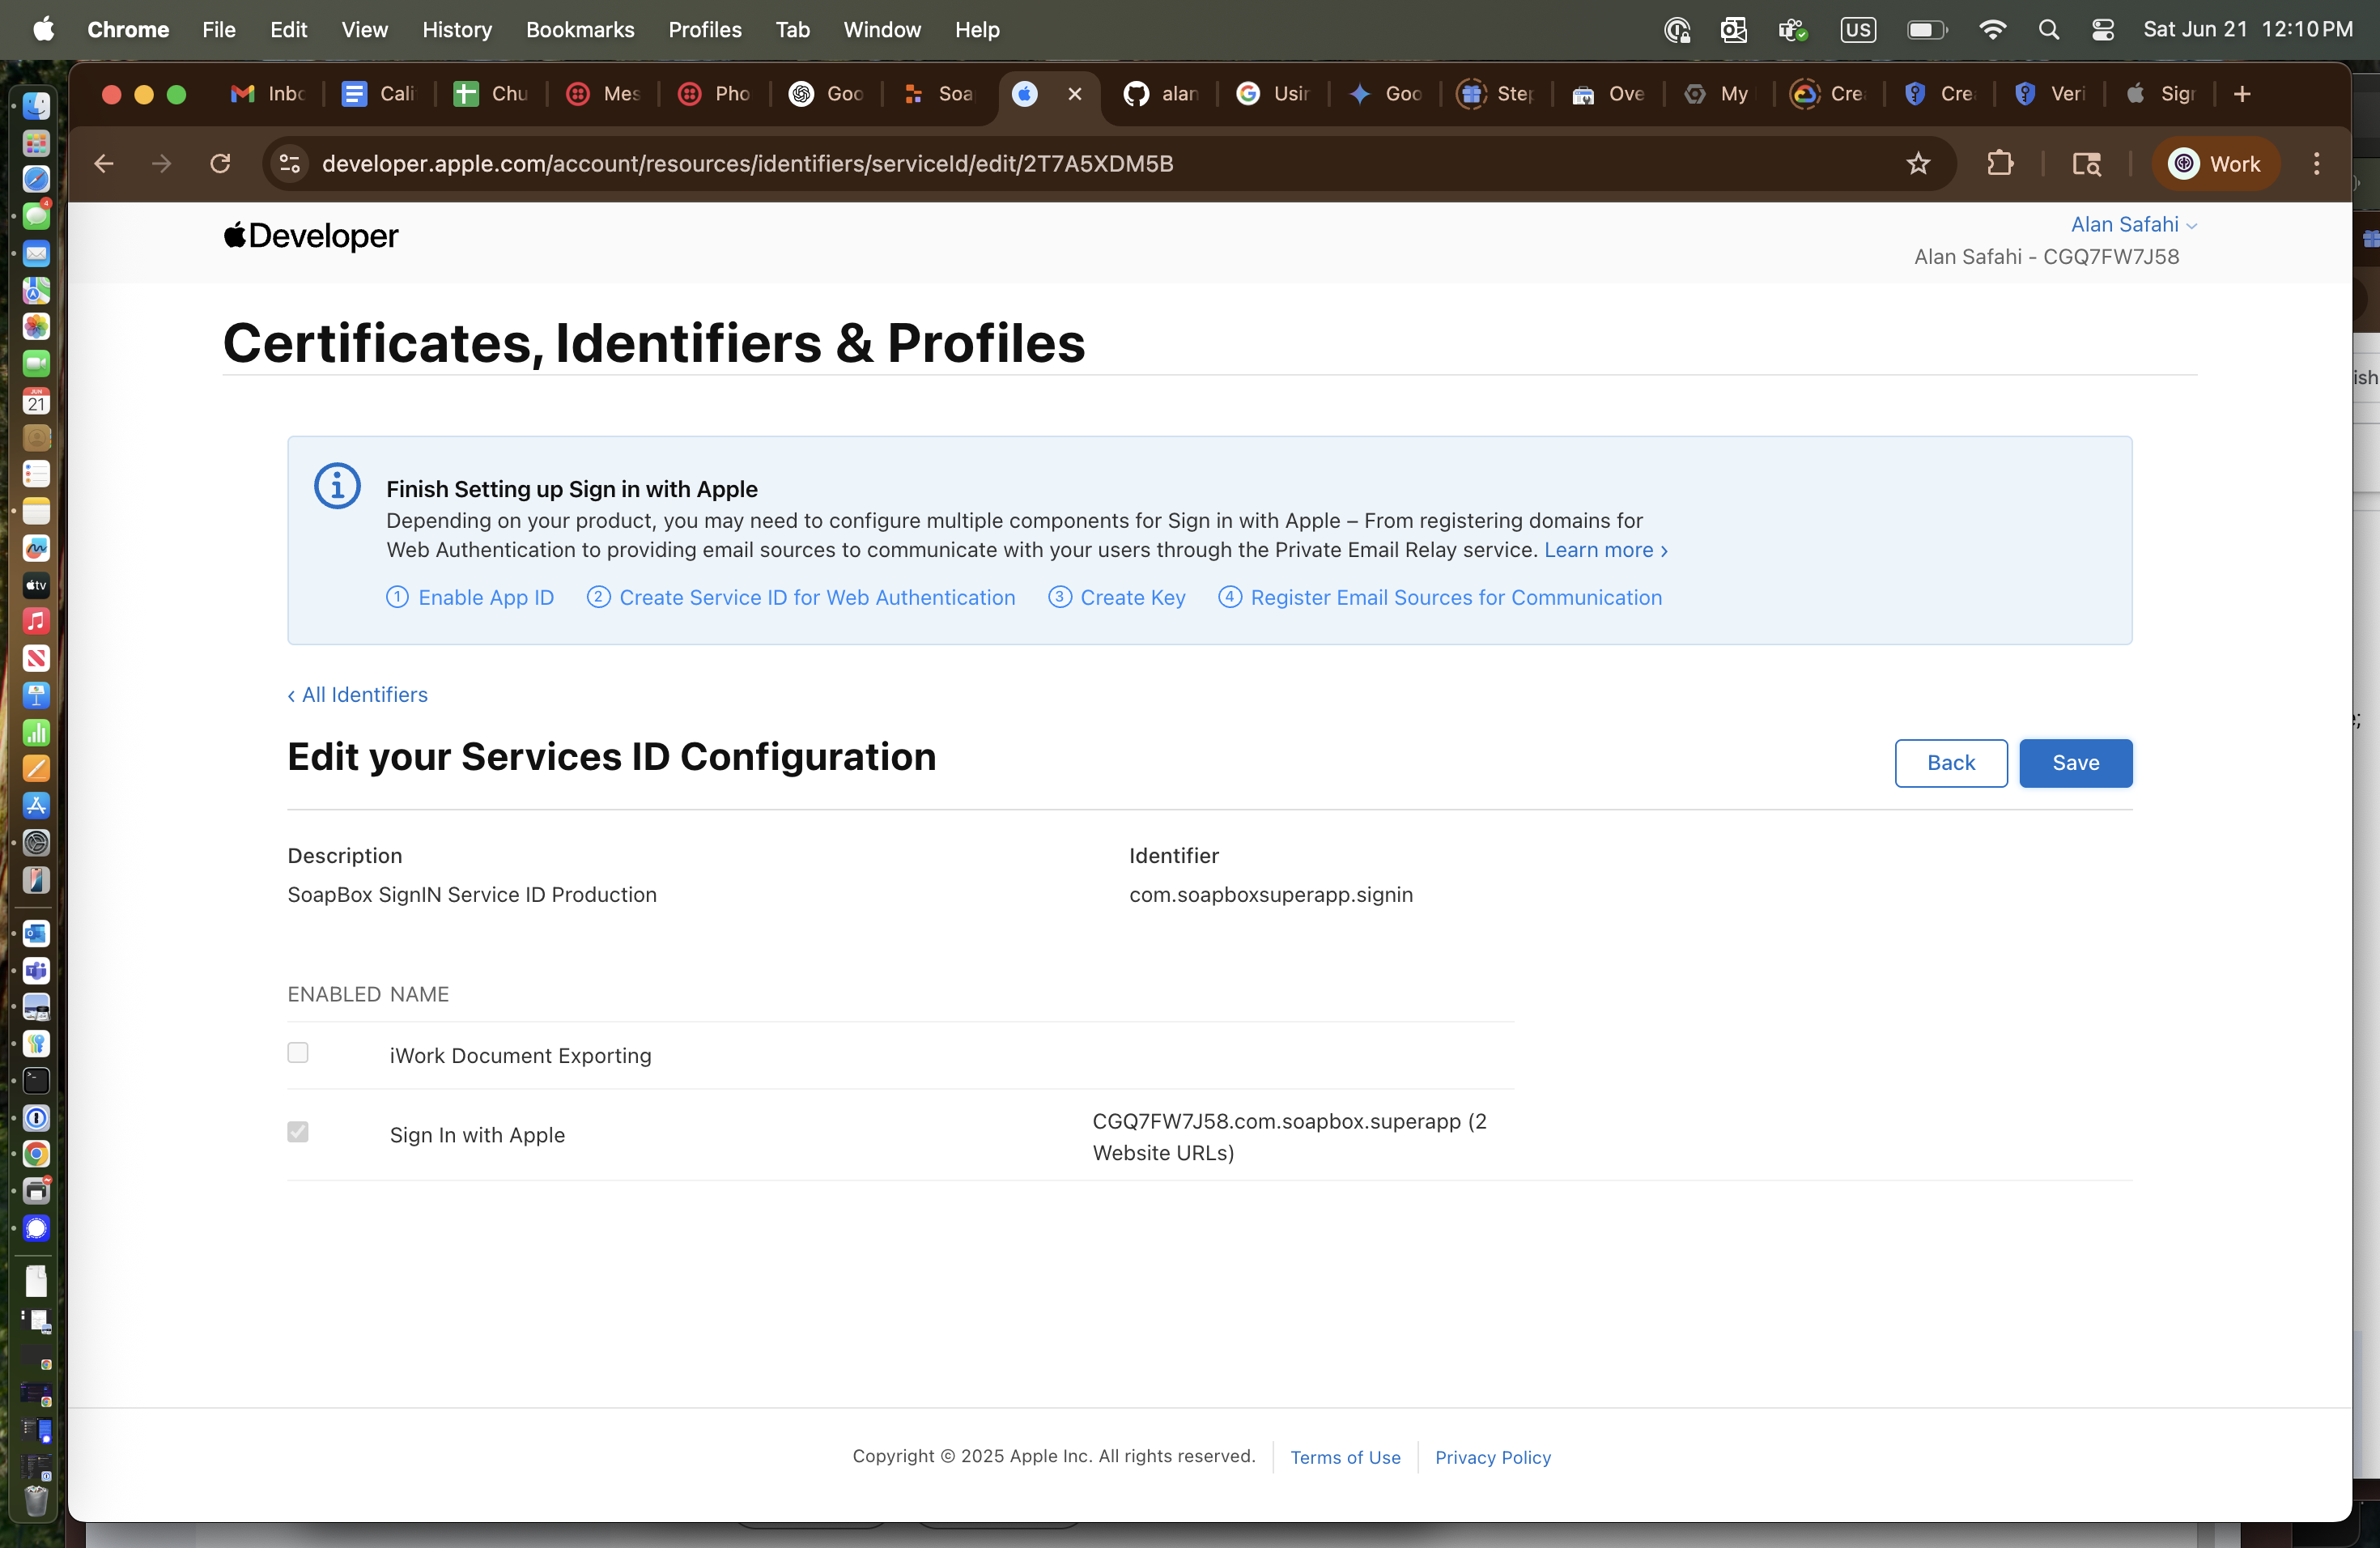 Chrome File Edit View History Bookmarks Profiles Tab Window Help US Sat Jun 21 12:10 PM
Inbo Cali Chu Mes Pho Goo Soa alan Usin Goo Step Ove My Cre Cre Veri Sign
developer.apple.com/account/resources/identifiers/serviceId/edit/2T7A5XDM5B Work
Developer
Alan Safahi
Alan Safahi - CGQ7FW7J58
Certificates, Identifiers & Profiles
Finish Setting up Sign in with Apple
Depending on your product, you may need to configure multiple components for Sign in with Apple – From registering domains for
Web Authentication to providing email sources to communicate with your users through the Private Email Relay service. Learn more ›
1 Enable App ID 2 Create Service ID for Web Authentication 3 Create Key 4 Register Email Sources for Communication
‹ All Identifiers
Edit your Services ID Configuration
Back Save
Description Identifier
SoapBox SignIN Service ID Production com.soapboxsuperapp.signin
ENABLED NAME
iWork Document Exporting
Sign In with Apple CGQ7FW7J58.com.soapbox.superapp (2
Website URLs)
Copyright © 2025 Apple Inc. All rights reserved. Terms of Use Privacy Policy
4
tv
JUN
21
ish